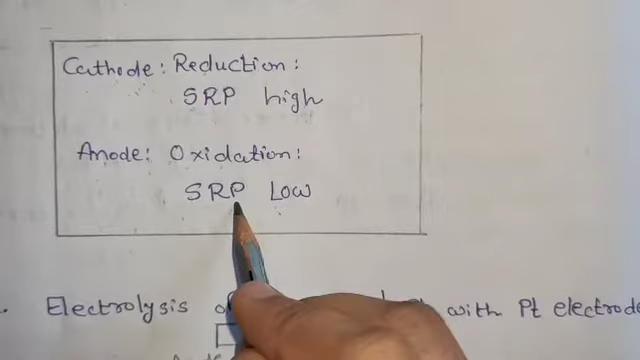 Cathode: Reduction:
SRP high
Anode: Oxidation:
SRP Low
Electrolysis with Pt electrode